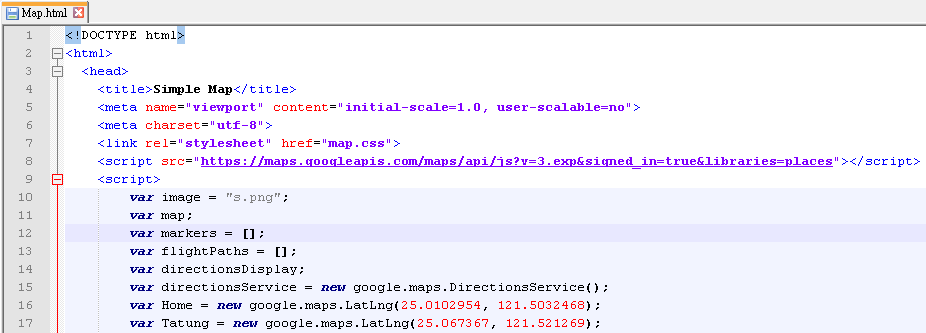 Map.html
1 <!DOCTYPE html>
2 <html>
3 <head>
4 <title>Simple Map</title>
5 <meta name="viewport" content="initial-scale=1.0, user-scalable=no">
6 <meta charset="utf-8">
7 <link rel="stylesheet" href="map.css">
8 <script src="https://maps.googleapis.com/maps/api/js?v=3.exp&signed_in=true&libraries=places"></script>
9 <script>
10 var image = "s.png";
11 var map;
12 var markers = [];
13 var flightPaths = [];
14 var directionsDisplay;
15 var directionsService = new google.maps.DirectionsService();
16 var Home = new google.maps.LatLng(25.0102954, 121.5032468);
17 var Tatung = new google.maps.LatLng(25.067367, 121.521269);